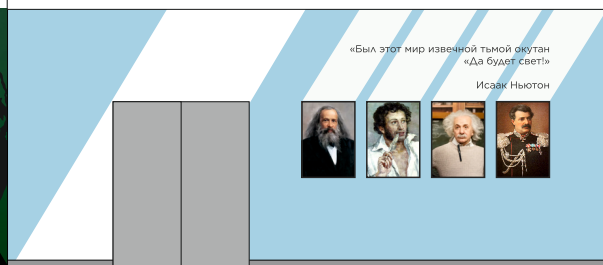 «Был этот мир извечной тьмой окутан
«Да будет свет!»
Исаак Ньютон